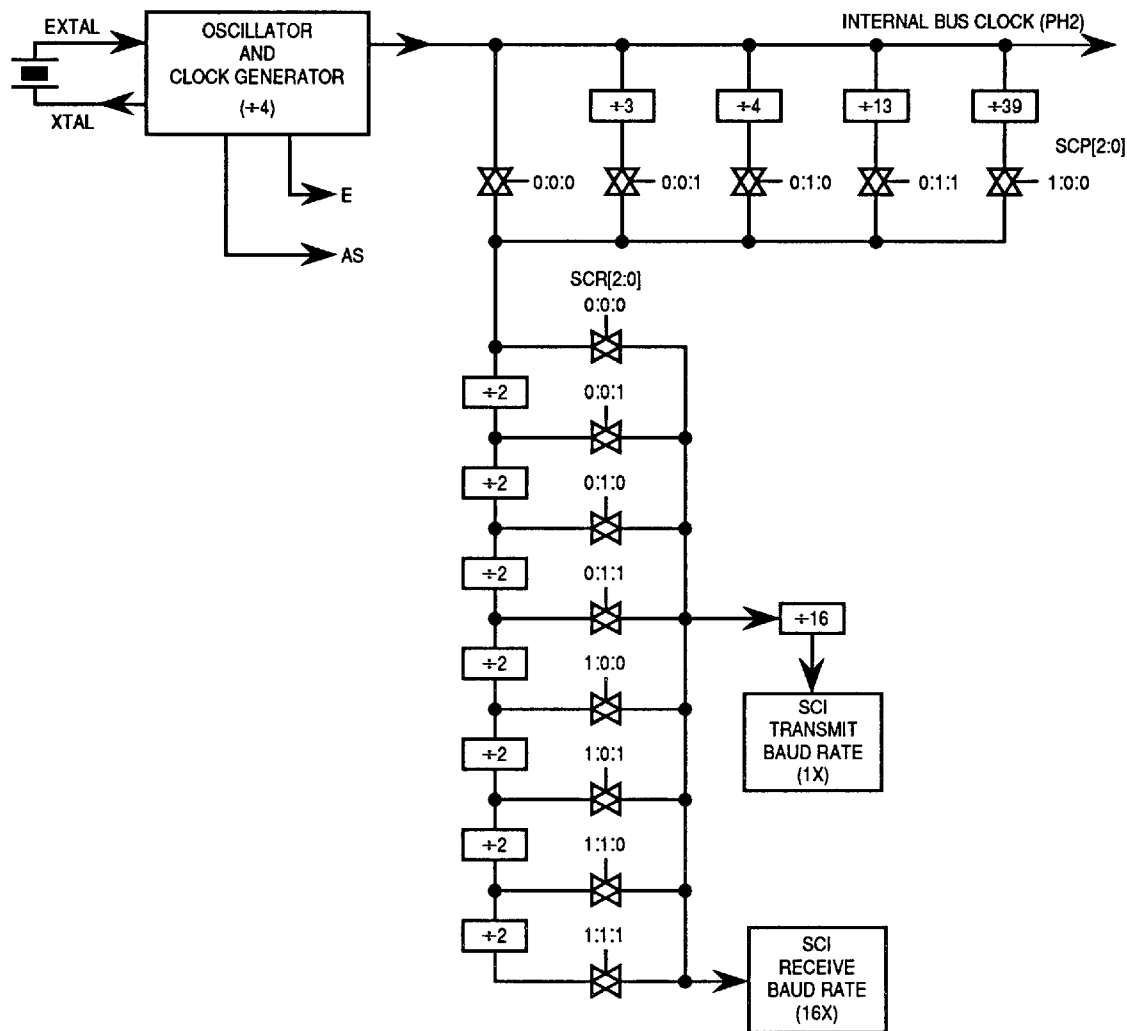 EXTAL
XTAL
OSCILLATOR
AND
CLOCK GENERATOR
(÷4)
E
AS
INTERNAL BUS CLOCK (PH2)
÷3
÷4
÷13
÷39
SCP[2:0]
0:0:0
0:0:1
0:1:0
0:1:1
1:0:0
SCR[2:0]
0:0:0
÷2
0:0:1
÷2
0:1:0
÷2
0:1:1
÷16
÷2
1:0:0
SCI
TRANSMIT
BAUD RATE
(1X)
÷2
1:0:1
÷2
1:1:0
÷2
1:1:1
SCI
RECEIVE
BAUD RATE
(16X)